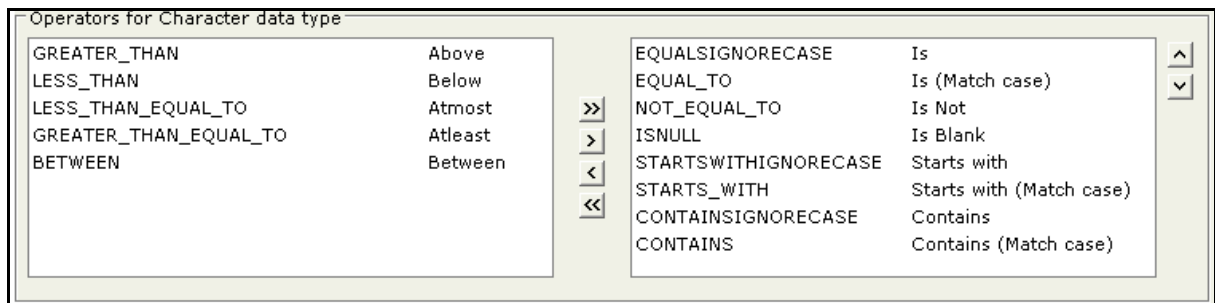 Operators for Character data type
GREATER_THAN Above
LESS_THAN Below
LESS_THAN_EQUAL_TO Atmost
GREATER_THAN_EQUAL_TO Atleast
BETWEEN Between
>>
>
<
<<
EQUALSIGNORECASE Is
EQUAL_TO Is (Match case)
NOT_EQUAL_TO Is Not
ISNULL Is Blank
STARTSWITHIGNORECASE Starts with
STARTS_WITH Starts with (Match case)
CONTAINSIGNORECASE Contains
CONTAINS Contains (Match case)